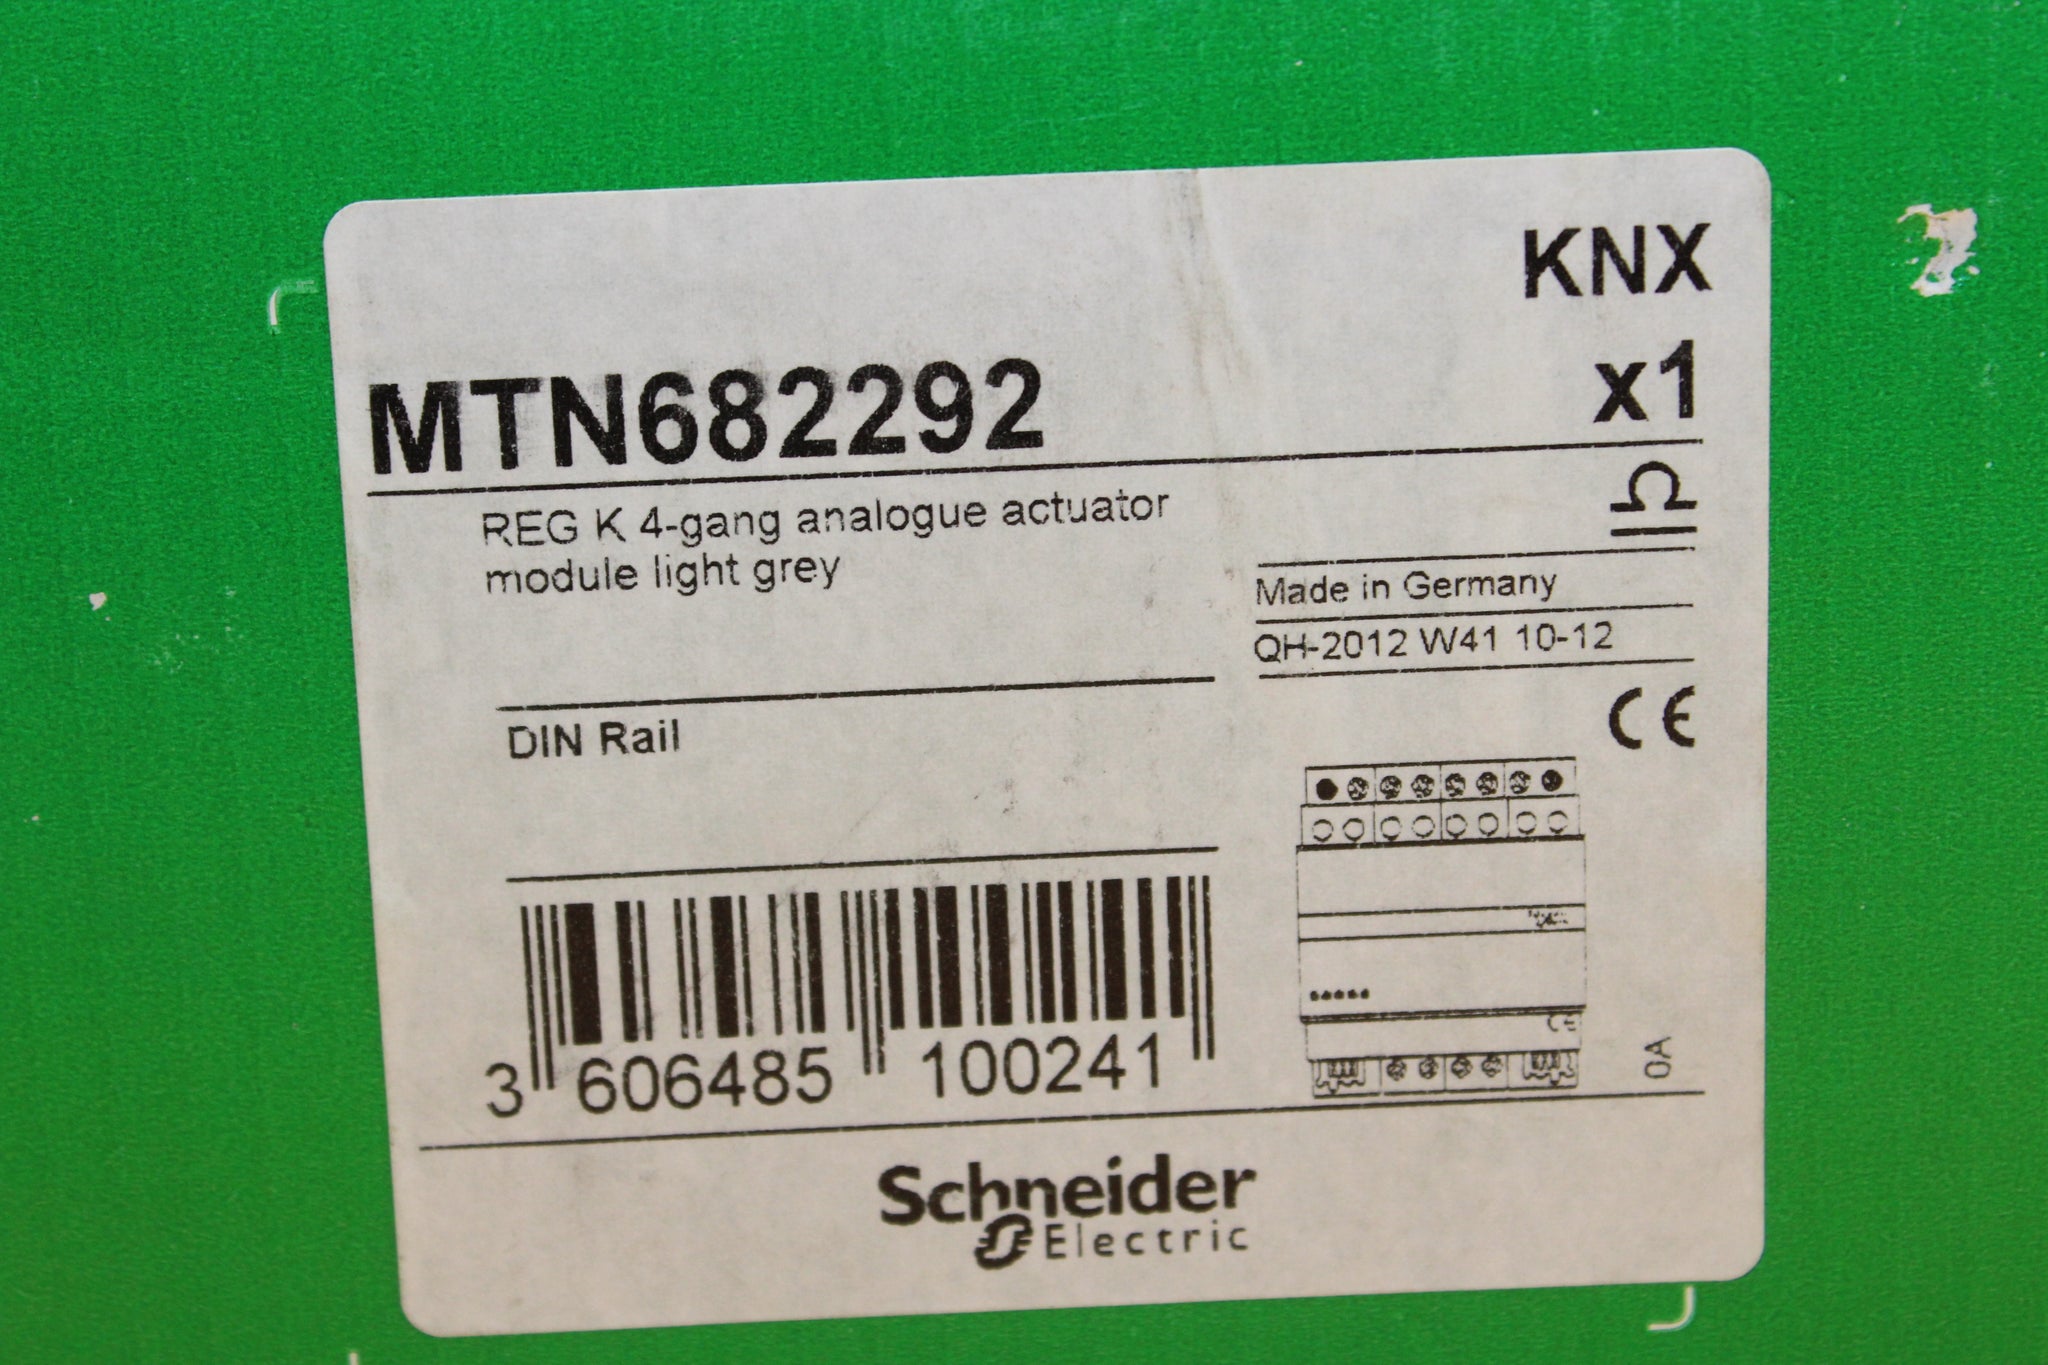 KNX
MTN682292
x1
REG K 4-gang analogue actuator
module light grey
Made in Germany
QH-2012 W41 10-12
DIN Rail
CE
CE
0A
3 606485 100241
Schneider
Electric